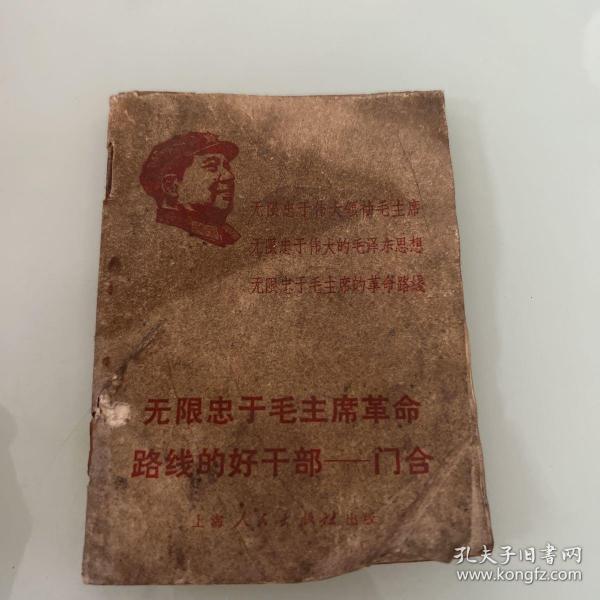 无限忠于伟大领袖毛主席
无限忠于伟大的毛泽东思想
无限忠于毛主席的革命路线
无限忠于毛主席革命
路线的好干部——门合
上海人民出版社出版
孔夫子旧书网
www.kongfz.com